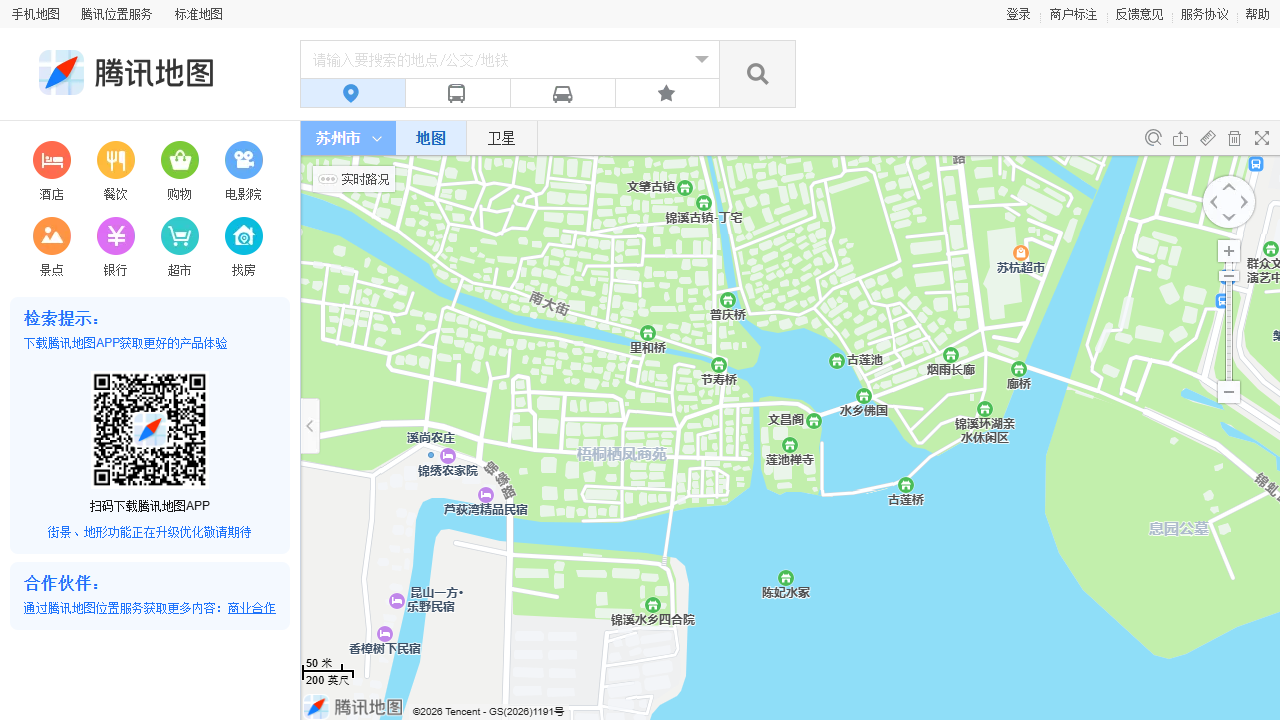 手机地图 腾讯位置服务 标准地图
登录 商户标注 反馈意见 服务协议 帮助
腾讯地图
请输入要搜索的地点/公交/地铁
苏州市 地图 卫星
酒店 餐饮 购物 电影院
景点 银行 超市 找房
检索提示：
下载腾讯地图APP获取更好的产品体验
扫码下载腾讯地图APP
街景、地形功能正在升级优化敬请期待
合作伙伴：
通过腾讯地图位置服务获取更多内容：商业合作
实时路况
路
文肇古镇
锦溪古镇-丁宅
苏杭超市
群众文
演艺中
南大街
普庆桥
里和桥
节寿桥
古莲池
烟雨长廊
廊桥
水乡佛国
文昌阁
锦溪环湖亲
水休闲区
莲池禅寺
溪尚农庄
锦绣农家院
梧桐栖凤商苑
芦荻湾精品民宿
古莲桥
息园公墓
陈妃水冢
昆山一方·
乐野民宿
锦溪水乡四合院
香樟树下民宿
50 米
200 英尺
腾讯地图
©2026 Tencent - GS(2026)1191号